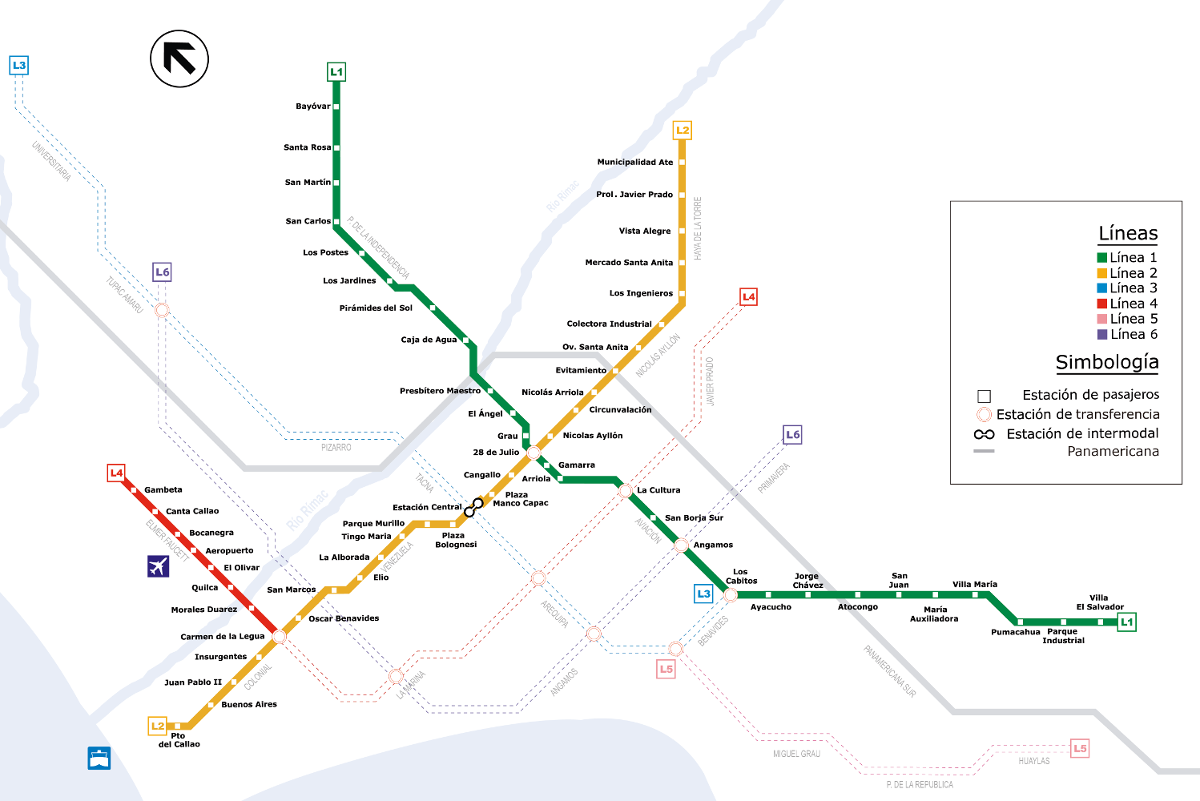 L3
L1
Bayóvar
Santa Rosa
San Martín
San Carlos
Los Postes
Los Jardines
Pirámides del Sol
Caja de Agua
Presbítero Maestro
El Ángel
Grau
28 de Julio
Gamarra
Arriola
La Cultura
San Borja Sur
Angamos
Los
Cabitos
Ayacucho
Jorge
Chávez
Atocongo
San
Juan
María
Auxiliadora
Villa María
Pumacahua
Parque
Industrial
Villa
El Salvador
L1
L2
Municipalidad Ate
Prol. Javier Prado
Vista Alegre
Mercado Santa Anita
Los Ingenieros
Colectora Industrial
Ov. Santa Anita
Evitamiento
Nicolás Arriola
Circunvalación
Nicolas Ayllón
Cangallo
Plaza
Manco Capac
Estación Central
Plaza
Bolognesi
Parque Murillo
Tingo María
La Alborada
Elio
San Marcos
Oscar Benavides
Carmen de la Legua
Insurgentes
Juan Pablo II
Buenos Aires
Pto
del Callao
L2
L4
Gambeta
Canta Callao
Bocanegra
Aeropuerto
El Olivar
Quilca
Morales Duarez
L4
L6
L6
L3
L5
L5
UNIVERSITARIA
TUPAC AMARU
PIZARRO
TACNA
P. DE LA INDEPENDENCIA
Rio Rimac
Rio Rimac
HAYA DE LA TORRE
NICOLÁS AYLLON
JAVIER PRADO
PRIMAVERA
AVIACIÓN
VENEZUELA
ELMER FAUCETT
COLONIAL
LA MARINA
AREQUIPA
ANGAMOS
BENAVIDES
PANAMERICANA SUR
MIGUEL GRAU
P. DE LA REPUBLICA
HUAYLAS
Líneas
Línea 1
Línea 2
Línea 3
Línea 4
Línea 5
Línea 6
Simbología
Estación de pasajeros
Estación de transferencia
Estación de intermodal
Panamericana